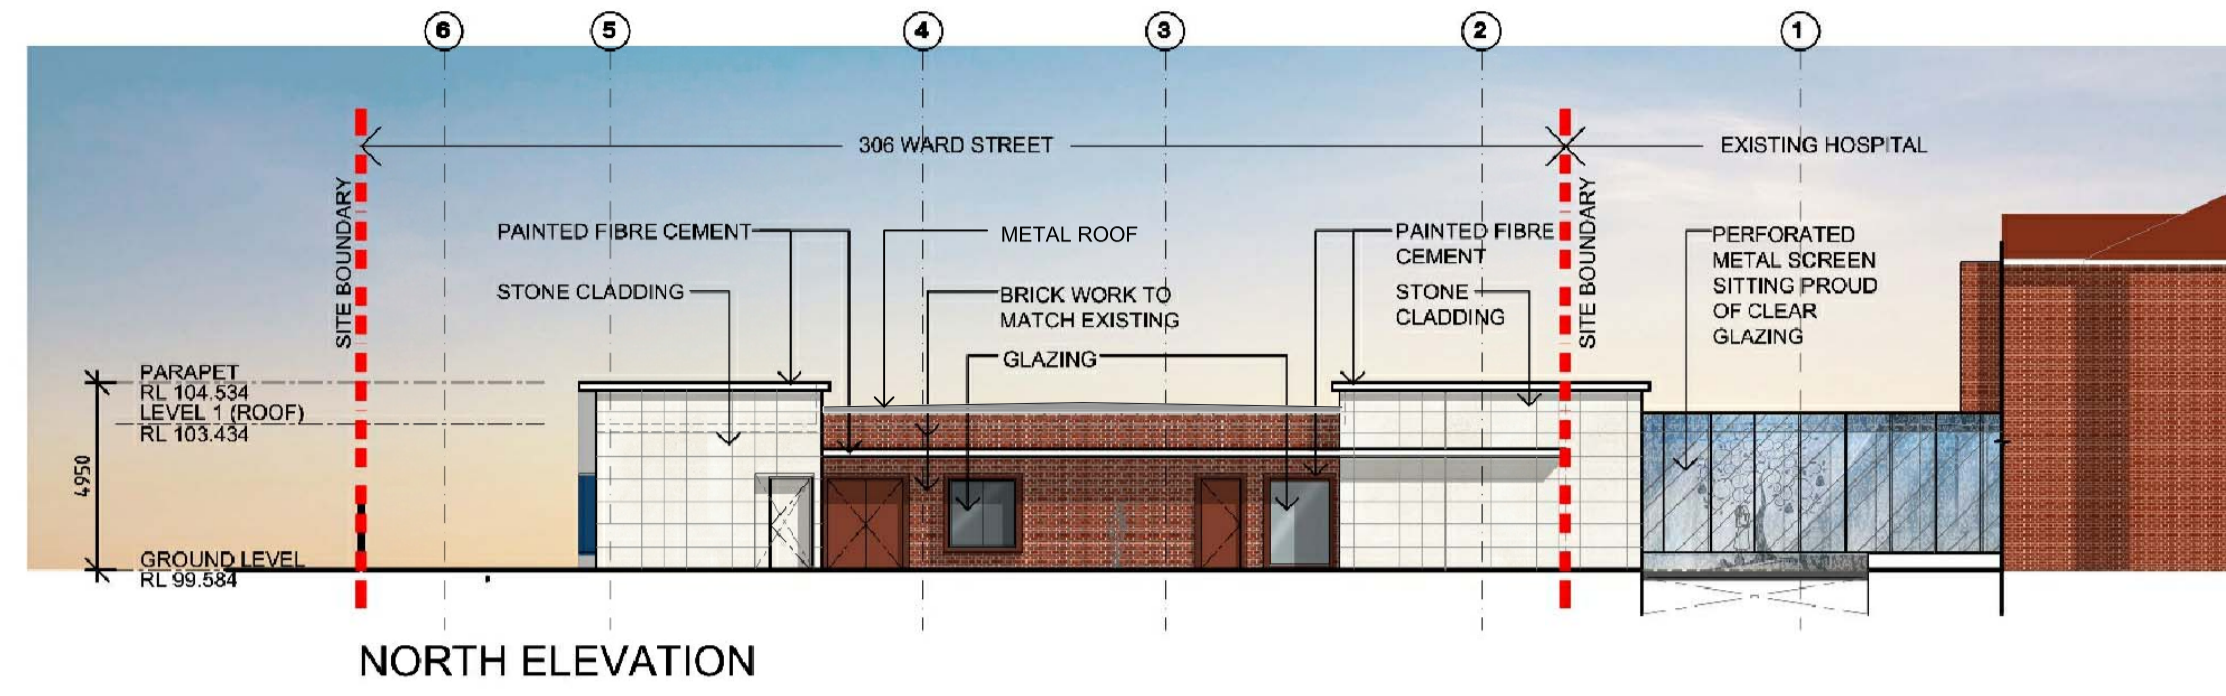 6 5 4 3 2 1
306 WARD STREET
EXISTING HOSPITAL
SITE BOUNDARY
SITE BOUNDARY
PAINTED FIBRE CEMENT
STONE CLADDING
METAL ROOF
BRICK WORK TO
MATCH EXISTING
GLAZING
PAINTED FIBRE
CEMENT
STONE
CLADDING
PERFORATED
METAL SCREEN
SITTING PROUD
OF CLEAR
GLAZING
PARAPET
RL 104.534
LEVEL 1 (ROOF)
RL 103.434
4950
GROUND LEVEL
RL 99.584
NORTH ELEVATION